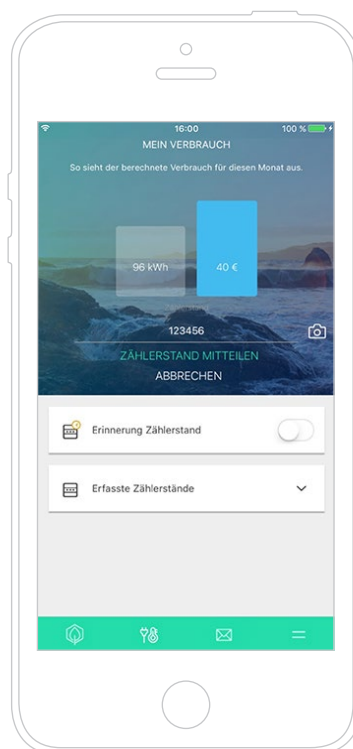 16:00
100 %
MEIN VERBRAUCH
So sieht der berechnete Verbrauch für diesen Monat aus.
96 kWh
40 €
123456
ZÄHLERSTAND MITTEILEN
ABBRECHEN
Erinnerung Zählerstand
Erfasste Zählerstände